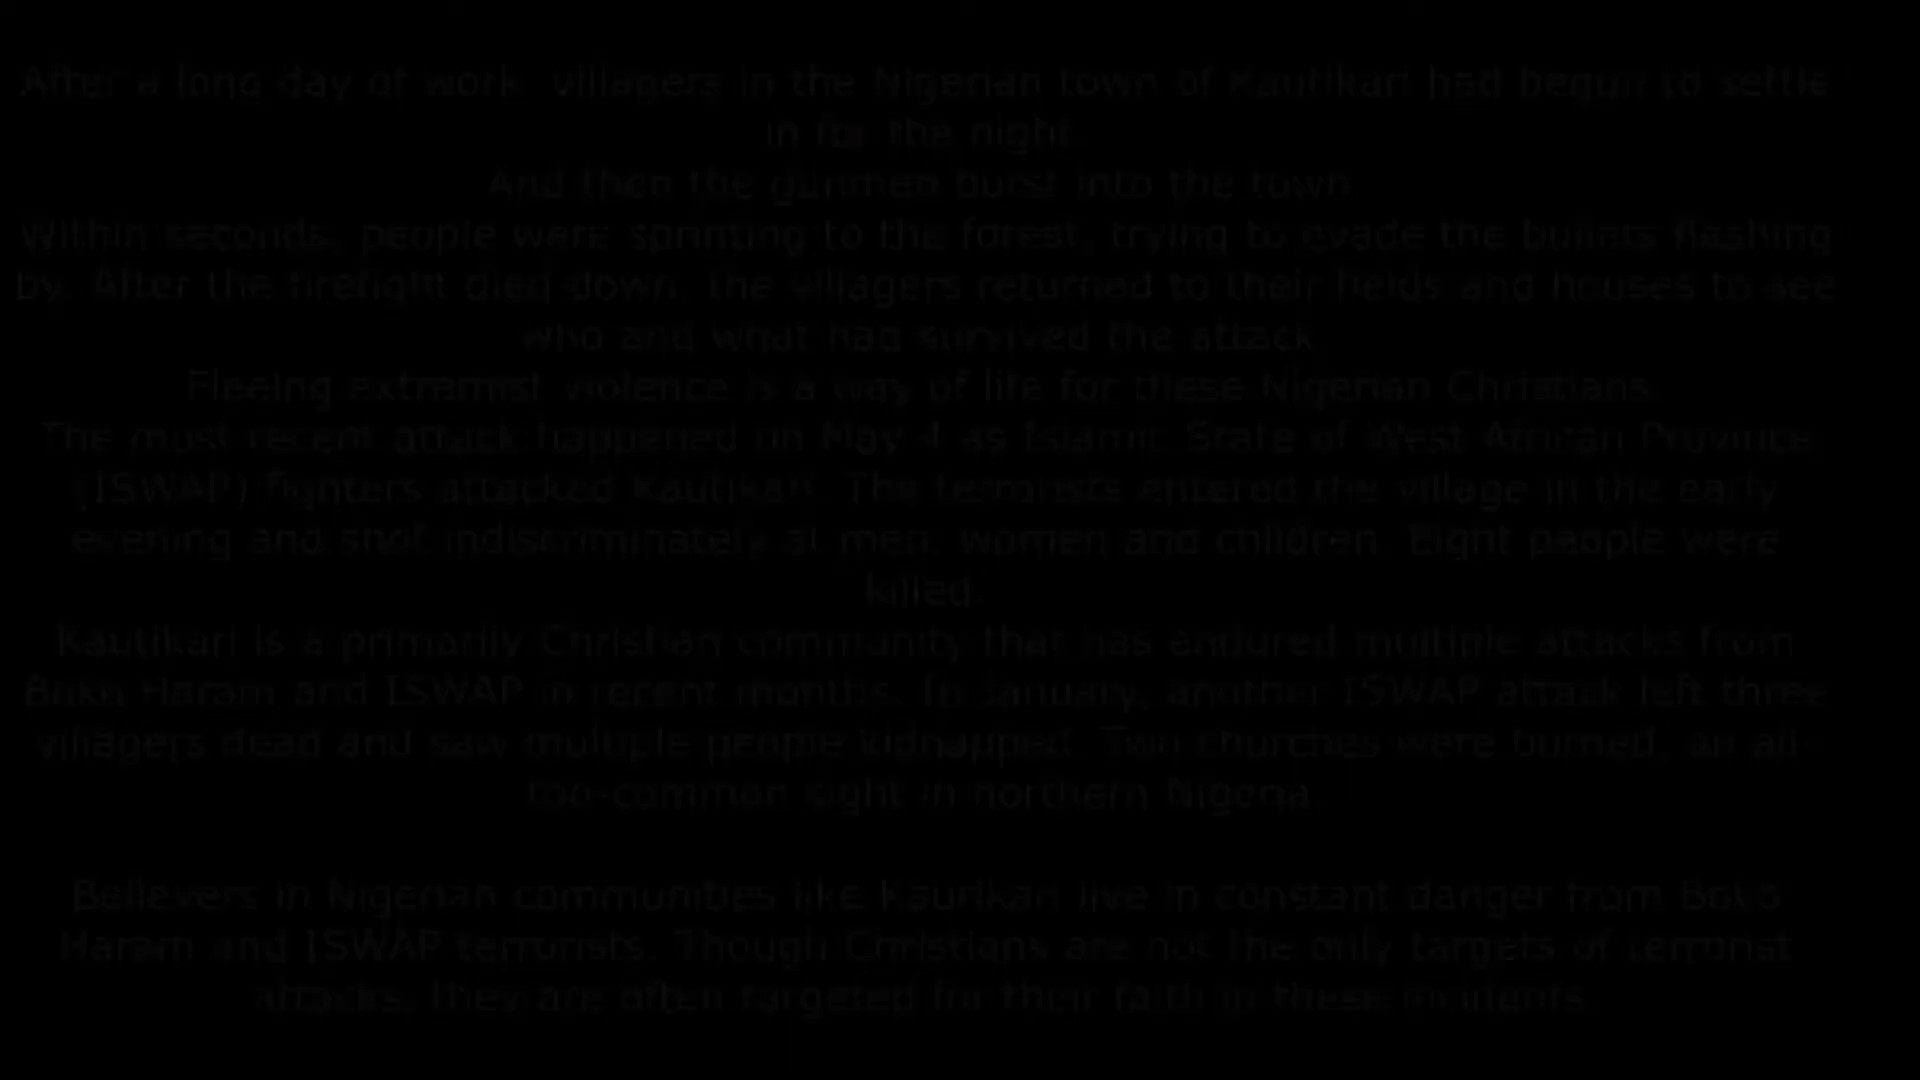 After a long day of work, villagers in the Nigerian town of Kautikari had begun to settle
in for the night.
And then the gunmen burst into the town.
Within seconds, people were sprinting to the forest, trying to evade the bullets flashing
by. After the firefight died down, the villagers returned to their fields and houses to see
who and what had survived the attack.
Fleeing extremist violence is a way of life for these Nigerian Christians.
The most recent attack happened on May 4 as Islamic State of West African Province
(ISWAP) fighters attacked Kautikari. The terrorists entered the village in the early
evening and shot indiscriminately at men, women and children. Eight people were
killed.
Kautikari is a primarily Christian community that has endured multiple attacks from
Boko Haram and ISWAP in recent months. In January, another ISWAP attack left three
villagers dead and saw multiple people kidnapped. Two churches were burned, an all-
too-common sight in northern Nigeria.
Believers in Nigerian communities like Kautikari live in constant danger from Boko
Haram and ISWAP terrorists. Though Christians are not the only targets of terrorist
attacks, they are often targeted for their faith in these incidents.